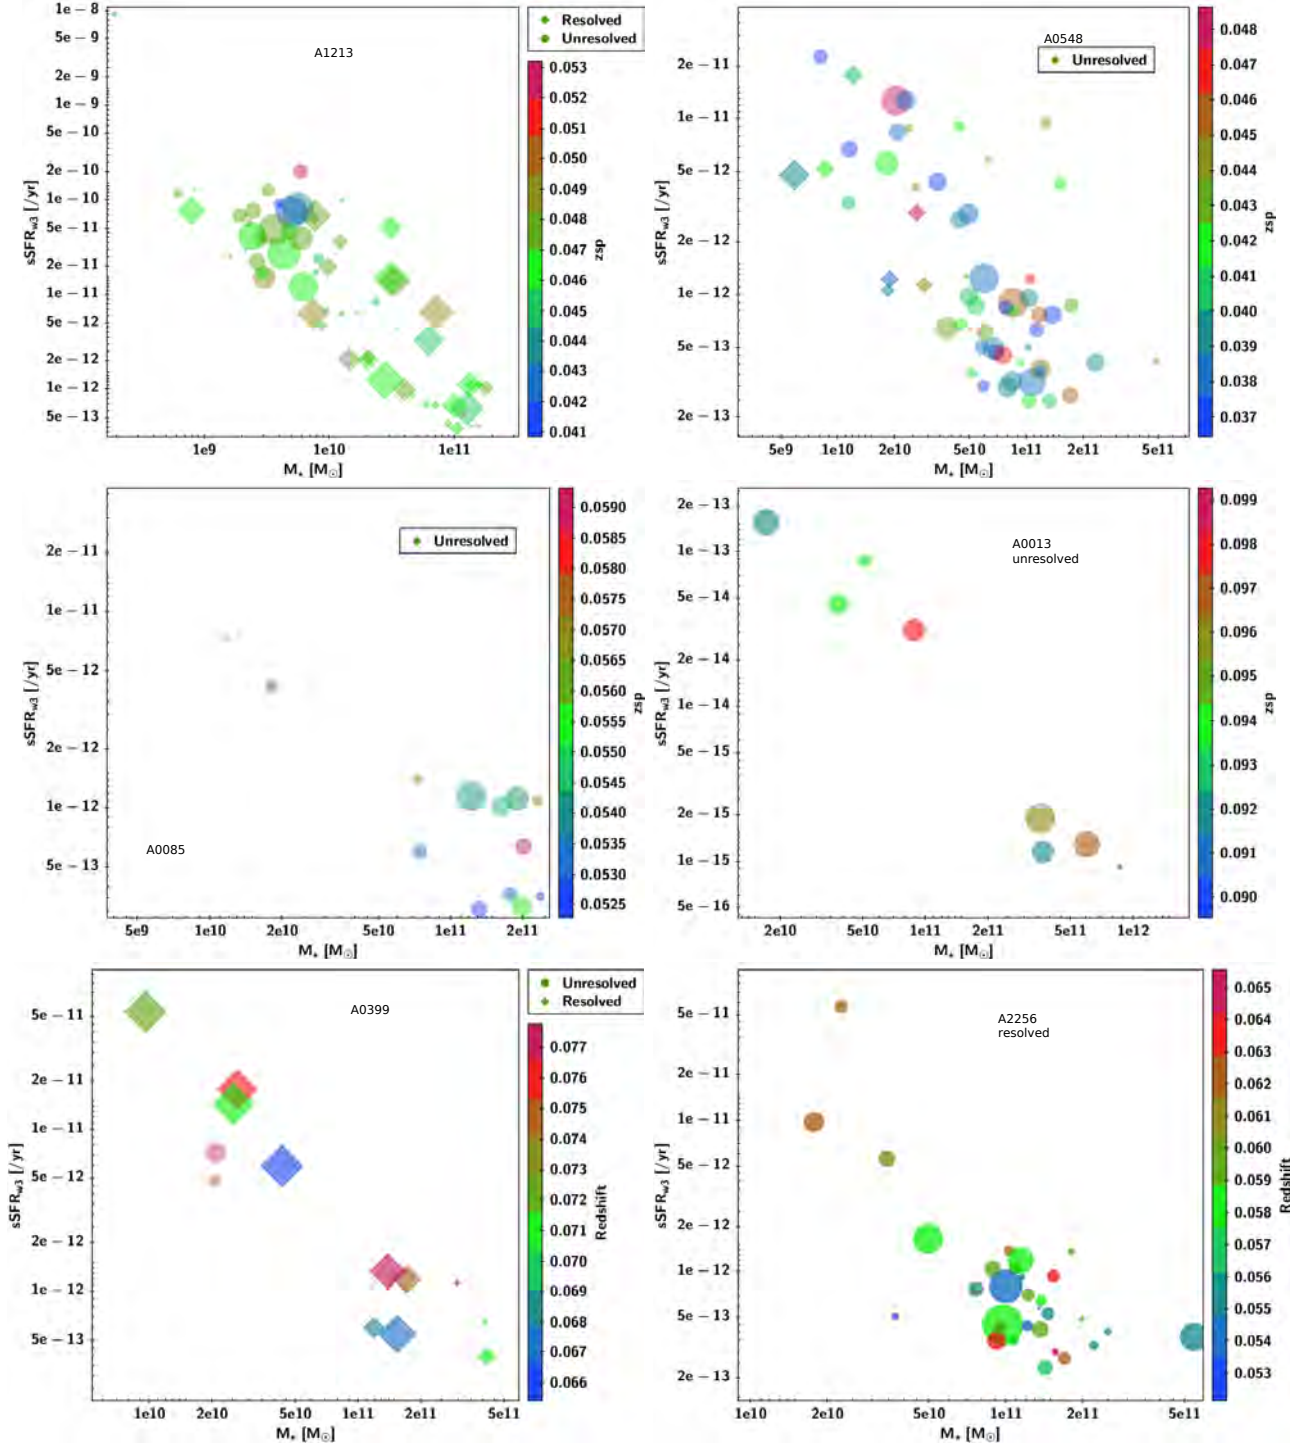 A1213
Resolved
Unresolved
1e−8
5e−9
2e−9
1e−9
5e−10
2e−10
1e−10
5e−11
2e−11
1e−11
5e−12
2e−12
1e−12
5e−13
sSFRw3 [/yr]
1e9
1e10
1e11
M* [M⊙]
0.053
0.052
0.051
0.050
0.049
0.048
0.047
0.046
0.045
0.044
0.043
0.042
0.041
zsp
A0548
Unresolved
2e−11
1e−11
5e−12
2e−12
1e−12
5e−13
2e−13
sSFRw3 [/yr]
5e9
1e10
2e10
5e10
1e11
2e11
5e11
M* [M⊙]
0.048
0.047
0.046
0.045
0.044
0.043
0.042
0.041
0.040
0.039
0.038
0.037
zsp
Unresolved
A0085
2e−11
1e−11
5e−12
2e−12
1e−12
5e−13
sSFRw3 [/yr]
5e9
1e10
2e10
5e10
1e11
2e11
M* [M⊙]
0.0590
0.0585
0.0580
0.0575
0.0570
0.0565
0.0560
0.0555
0.0550
0.0545
0.0540
0.0535
0.0530
0.0525
zsp
A0013
unresolved
2e−13
1e−13
5e−14
2e−14
1e−14
5e−15
2e−15
1e−15
5e−16
sSFRw3 [/yr]
2e10
5e10
1e11
2e11
5e11
1e12
M* [M⊙]
0.099
0.098
0.097
0.096
0.095
0.094
0.093
0.092
0.091
0.090
zsp
A0399
Unresolved
Resolved
5e−11
2e−11
1e−11
5e−12
2e−12
1e−12
5e−13
sSFRw3 [/yr]
1e10
2e10
5e10
1e11
2e11
5e11
M* [M⊙]
0.077
0.076
0.075
0.074
0.073
0.072
0.071
0.070
0.069
0.068
0.067
0.066
Redshift
A2256
resolved
5e−11
2e−11
1e−11
5e−12
2e−12
1e−12
5e−13
2e−13
sSFRw3 [/yr]
1e10
2e10
5e10
1e11
2e11
5e11
M* [M⊙]
0.065
0.064
0.063
0.062
0.061
0.060
0.059
0.058
0.057
0.056
0.055
0.054
0.053
Redshift